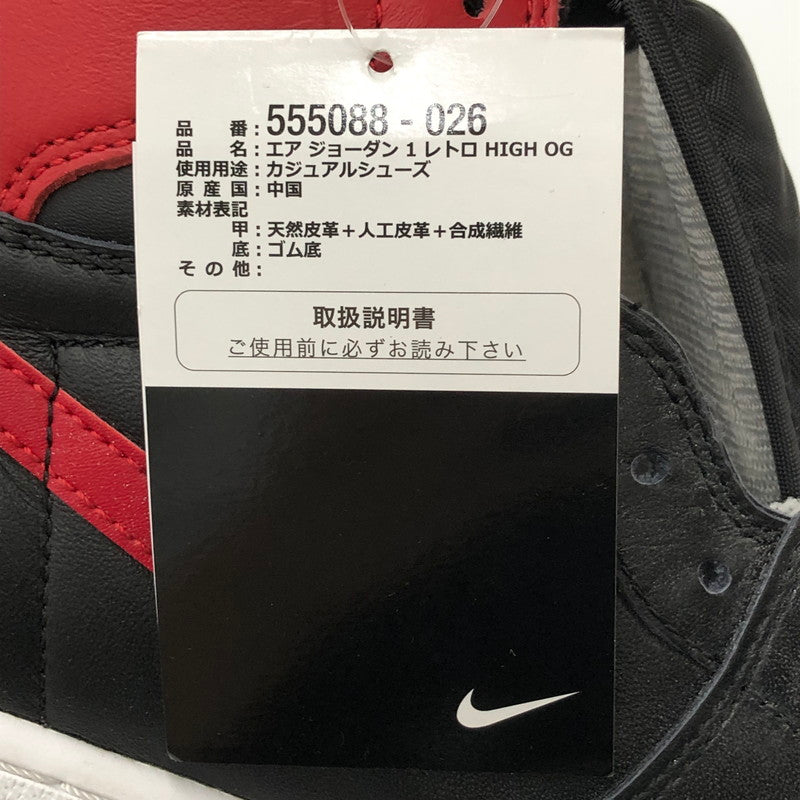 品番：555088 - 026
品名：エア ジョーダン 1 レトロ HIGH OG
使用用途：カジュアルシューズ
原産国：中国
素材表記
甲：天然皮革＋人工皮革＋合成繊維
底：ゴム底
その他：
取扱説明書
ご使用前に必ずお読み下さい